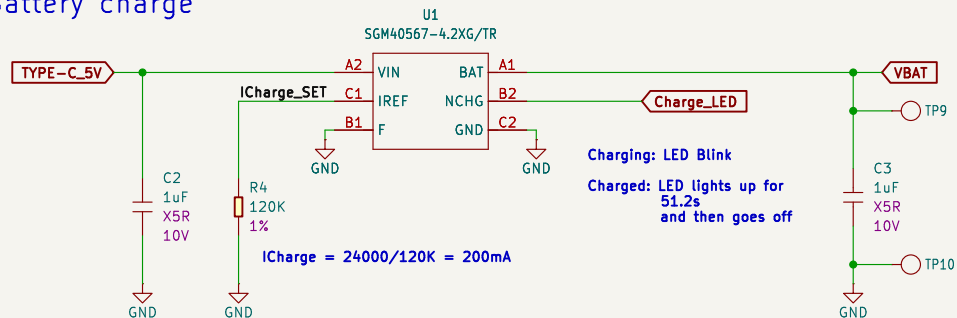 Battery charge
U1
SGM40567-4.2XG/TR
TYPE-C_5V
A2
VIN
BAT
A1
VBAT
ICharge_SET
C1
IREF
NCHG
B2
Charge_LED
TP9
B1
F
GND
C2
GND
GND
Charging: LED Blink
C2
1uF
X5R
10V
R4
120K
1%
Charged: LED lights up for
51.2s
and then goes off
C3
1uF
X5R
10V
ICharge = 24000/120K = 200mA
TP10
GND
GND
GND